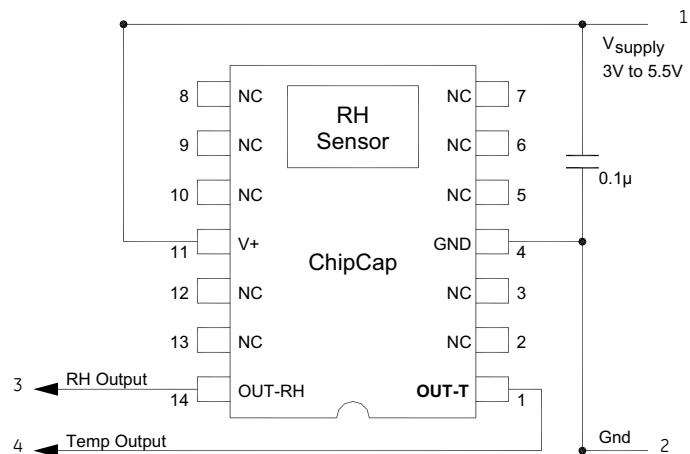 1
Vsupply
3V to 5.5V
8 NC
NC 7
RH
Sensor
9 NC
NC 6
10 NC
NC 5
0.1μ
11 V+
GND 4
ChipCap
12 NC
NC 3
13 NC
NC 2
3 RH Output
14 OUT-RH
OUT-T 1
4 Temp Output
Gnd 2